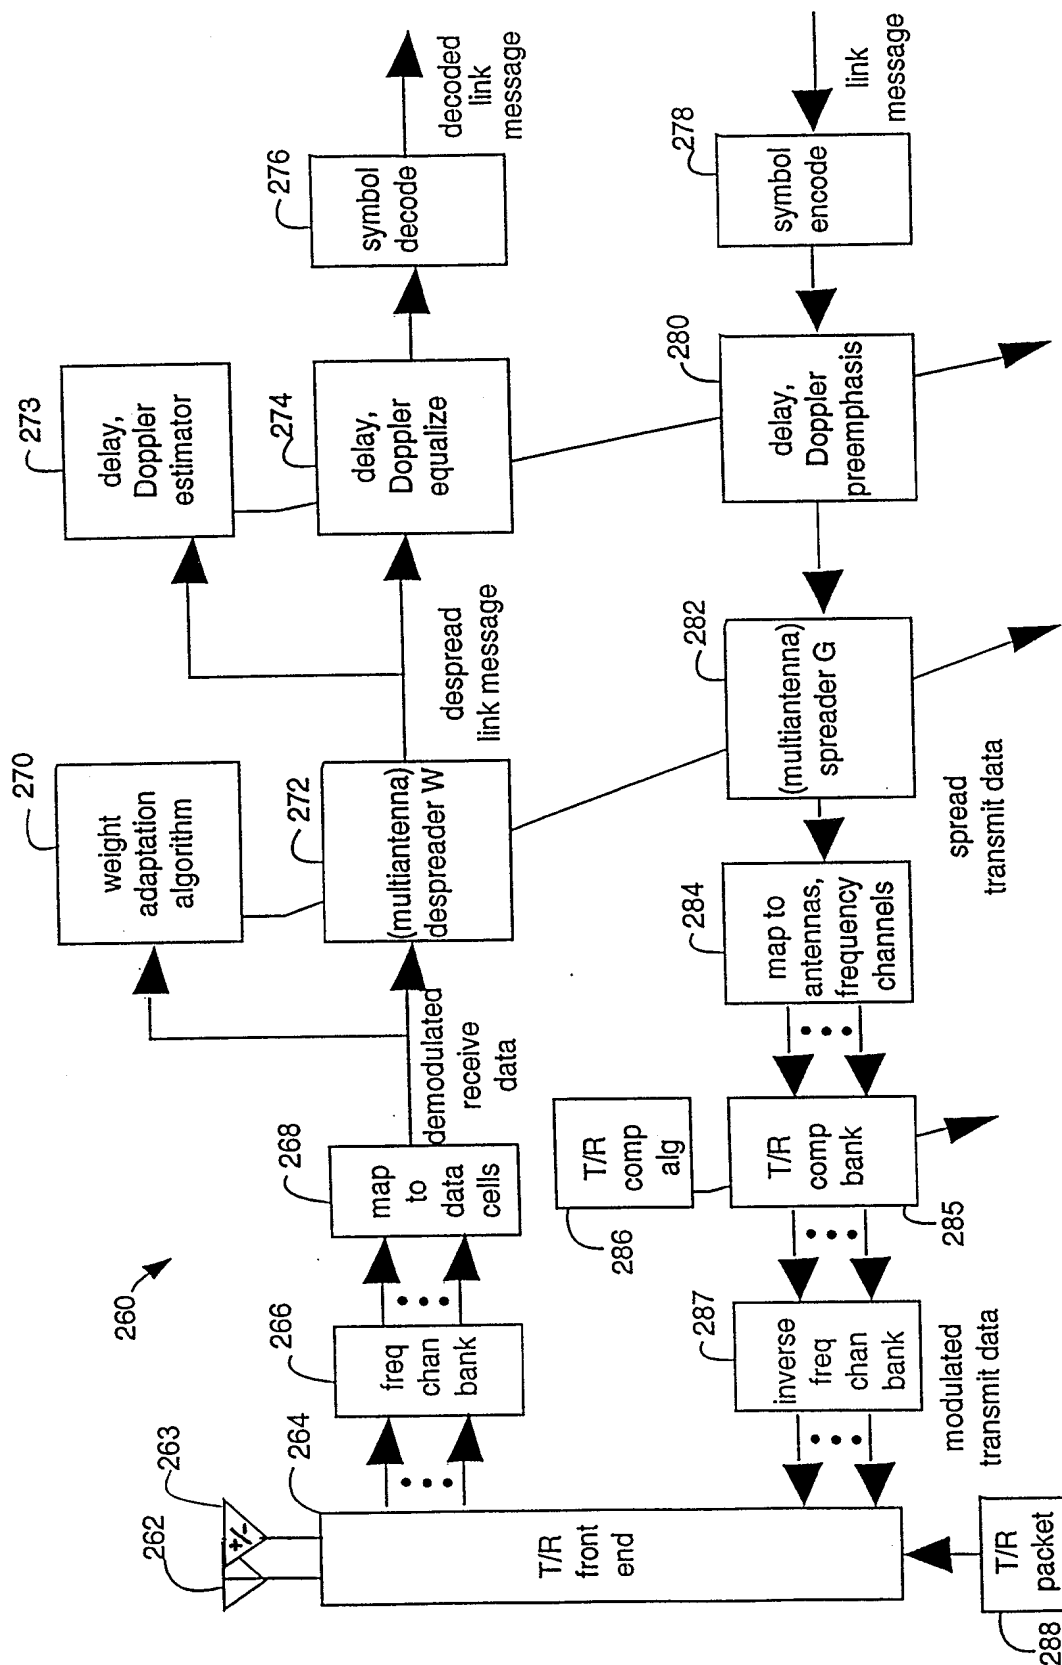 260
262
263
+/-
264
T/R
front
end
266
freq
chan
bank
268
map
to
data
cells
demodulated
receive
data
270
weight
adaptation
algorithm
272
(multiantenna)
despreader W
despread
link message
273
delay,
Doppler
estimator
274
delay,
Doppler
equalize
276
symbol
decode
decoded
link
message
link
message
278
symbol
encode
280
delay,
Doppler
preemphasis
282
(multiantenna)
spreader G
spread
transmit data
284
map to
antennas,
frequency
channels
T/R
comp
alg
286
T/R
comp
bank
285
287
inverse
freq
chan
bank
modulated
transmit data
T/R
packet
288